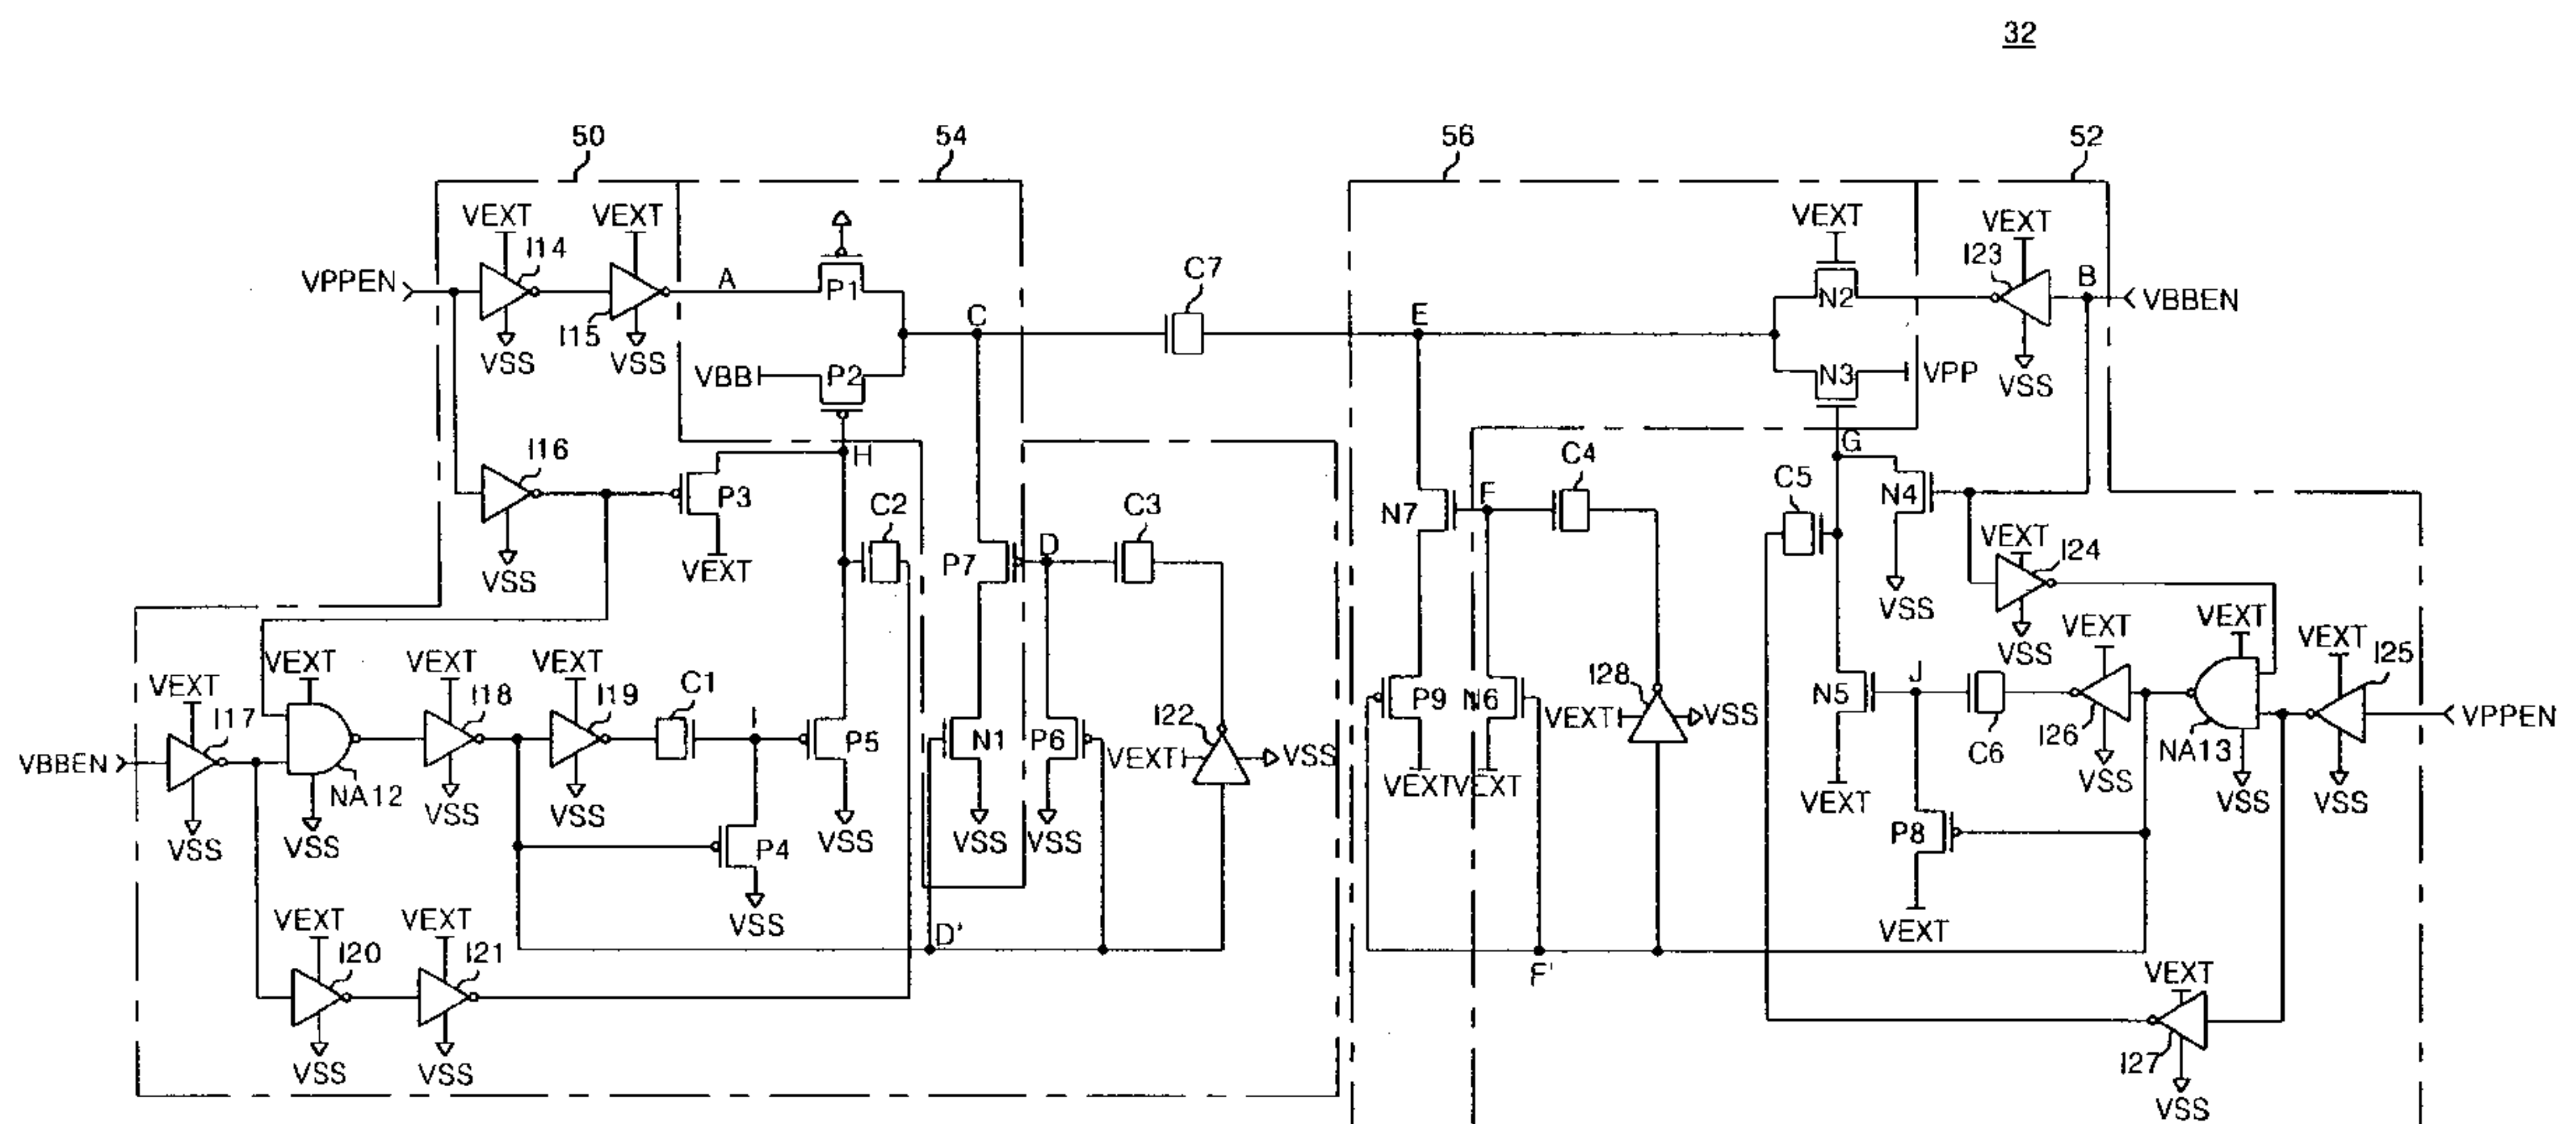 32
50
54
56
52
VEXT
VEXT
I14
VPPEN
A
P1
I15
VSS
VSS
C
C7
E
VEXT
N2
VEXT
I23
B
VBBEN
VSS
VBB
P2
N3
VPP
I16
H
P3
C2
VSS
VEXT
P7
D
C3
N7
F
C4
C5
G
N4
VSS
I24
VSS
VEXT
VEXT
VEXT
VEXT
I17
I18
I19
C1
I
VBBEN
NA12
VSS
VSS
VSS
VSS
P5
VSS
N1
P6
VSS
VSS
I22
VEXT
VSS
P4
VSS
D'
P9
N6
VEXT
VEXT
I28
VEXT
VSS
N5
VEXT
J
C6
VEXT
I26
VSS
VEXT
NA13
VSS
VEXT
I25
VSS
VPPEN
P8
VEXT
F'
VEXT
VEXT
I20
I21
VSS
VSS
VEXT
I27
VSS